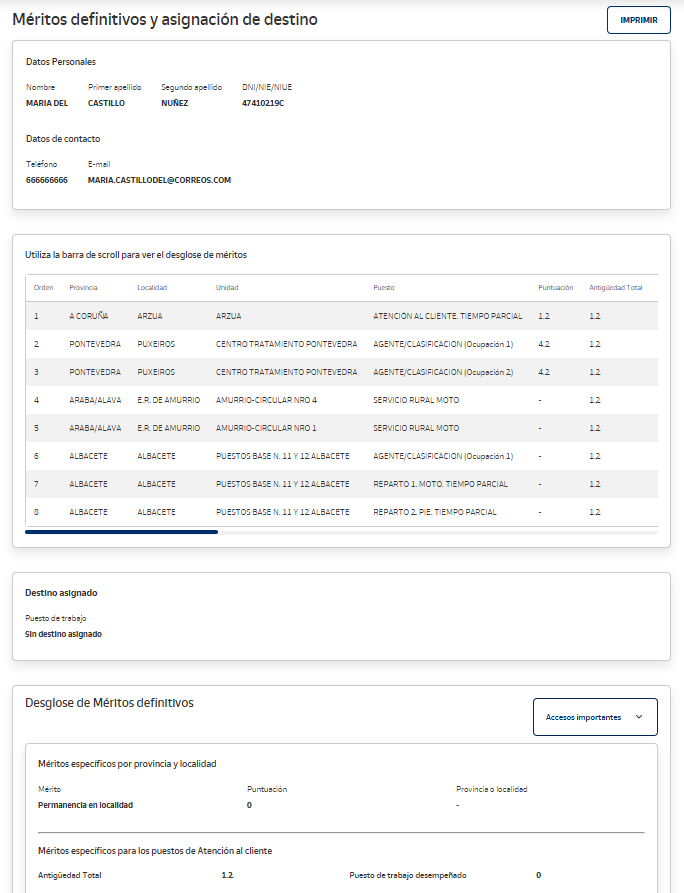 Méritos definitivos y asignación de destino
IMPRIMIR
Datos Personales
Nombre Primer apellido Segundo apellido DNI/NIE/NIUE
MARIA DEL CASTILLO NUÑEZ 47410219C
Datos de contacto
Teléfono E-mail
666666666 MARIA.CASTILLODEL@CORREOS.COM
Utiliza la barra de scroll para ver el desglose de méritos
Orden Provincia Localidad Unidad Puesto Puntuación Antigüedad Total
1 A CORUÑA ARZUA ARZUA ATENCIÓN AL CLIENTE. TIEMPO PARCIAL 1.2 1.2
2 PONTEVEDRA PUXEIROS CENTRO TRATAMIENTO PONTEVEDRA AGENTE/CLASIFICACION (Ocupación 1) 4.2 1.2
3 PONTEVEDRA PUXEIROS CENTRO TRATAMIENTO PONTEVEDRA AGENTE/CLASIFICACION (Ocupación 2) 4.2 1.2
4 ARABA/ALAVA E.R. DE AMURRIO AMURRIO-CIRCULAR NRO 4 SERVICIO RURAL MOTO - 1.2
5 ARABA/ALAVA E.R. DE AMURRIO AMURRIO-CIRCULAR NRO 1 SERVICIO RURAL MOTO - 1.2
6 ALBACETE ALBACETE PUESTOS BASE N. 11 Y 12 ALBACETE AGENTE/CLASIFICACION (Ocupación 1) - 1.2
7 ALBACETE ALBACETE PUESTOS BASE N. 11 Y 12 ALBACETE REPARTO 1. MOTO. TIEMPO PARCIAL - 1.2
8 ALBACETE ALBACETE PUESTOS BASE N. 11 Y 12 ALBACETE REPARTO 2. PIE. TIEMPO PARCIAL - 1.2
Destino asignado
Puesto de trabajo
Sin destino asignado
Desglose de Méritos definitivos
Accesos importantes
Méritos específicos por provincia y localidad
Mérito Puntuación Provincia o localidad
Permanencia en localidad 0 -
Méritos específicos para los puestos de Atención al cliente
Antigüedad Total 1.2 Puesto de trabajo desempeñado 0